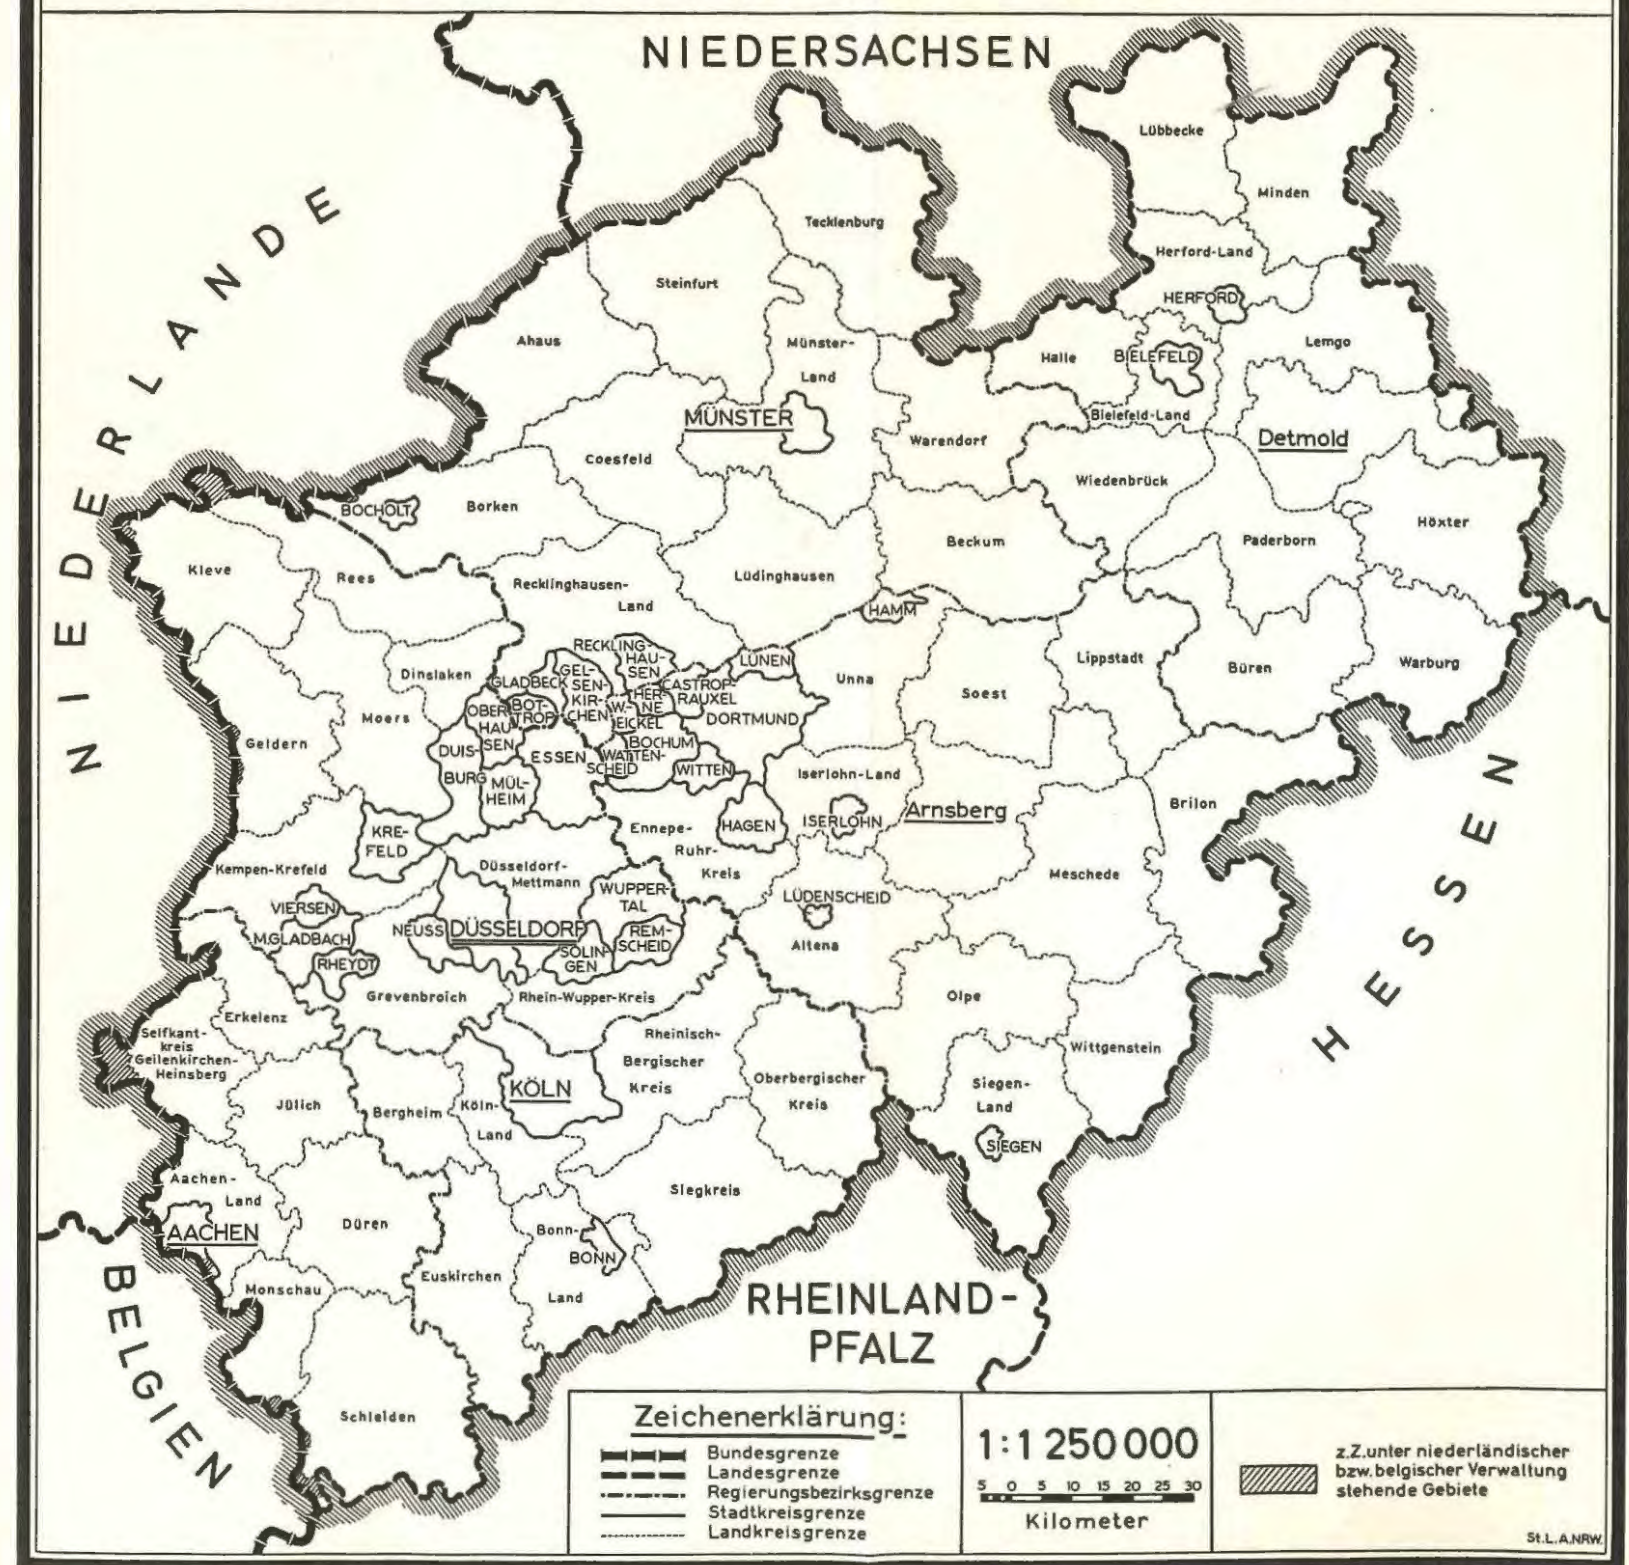 NIEDERSACHSEN
NIEDERLANDE
Lübbecke
Minden
Tecklenburg
Herford-Land
Steinfurt
HERFORD
Ahaus
Münster-
Land
Halle
BIELEFELD
Lemgo
MÜNSTER
Bielefeld-Land
Warendorf
Detmold
Coesfeld
Wiedenbrück
BOCHOLT
Borken
Höxter
Beckum
Paderborn
Kleve
Rees
Recklinghausen-
Land
Lüdinghausen
HAMM
RECKLING-
HAU-
SEN
LÜNEN
Lippstadt
Büren
Warburg
Dinslaken
GLADBECK
GEL-
SEN-
KIR-
CHEN
HER-
NE
CASTROP-
RAUXEL
Unna
Soest
Moers
OBER
HAU
SEN
BOT-
TROP
W.-
EICKEL
DORTMUND
Geldern
DUIS-
BURG
ESSEN
BOCHUM
WATTEN-
SCHEID
WITTEN
HESSEN
MÜL-
HEIM
Iserlohn-Land
Brilon
KRE-
FELD
Ennepe-
Ruhr-
Kreis
HAGEN
ISERLOHN
Arnsberg
Kempen-Krefeld
Düsseldorf-
Mettmann
WUPPER-
TAL
Meschede
VIERSEN
LÜDENSCHEID
M.GLADBACH
NEUSS
DÜSSELDORF
REM-
SCHEID
Altena
RHEYDT
SOLIN-
GEN
Grevenbroich
Rhein-Wupper-Kreis
Olpe
Erkelenz
Selfkant-
kreis
Geilenkirchen-
Heinsberg
Rheinisch-
Bergischer
Kreis
Wittgenstein
Oberbergischer
Kreis
Siegen-
Land
Jülich
Bergheim
Köln-
Land
KÖLN
SIEGEN
Aachen-
Land
Siegkreis
AACHEN
Düren
Bonn-
Land
BONN
Monschau
Euskirchen
BELGIEN
RHEINLAND-
PFALZ
Schleiden
Zeichenerklärung:
Bundesgrenze
Landesgrenze
Regierungsbezirksgrenze
Stadtkreisgrenze
Landkreisgrenze
1:1 250 000
5 0 5 10 15 20 25 30
Kilometer
z.Z.unter niederländischer
bzw.belgischer Verwaltung
stehende Gebiete
St.L.A.NRW.